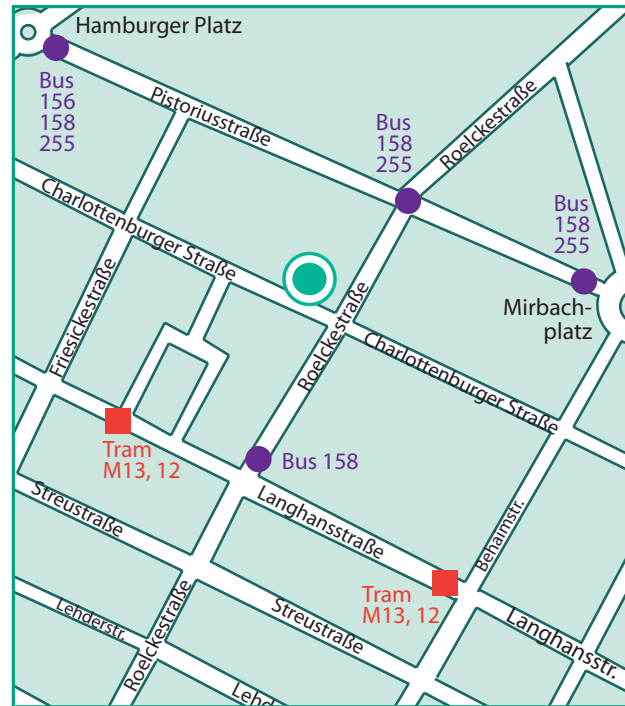 Hamburger Platz
Bus
156
158
255
Pistoriusstraße
Bus
158
255
Roelckestraße
Charlottenburger Straße
Bus
158
255
Mirbach-
platz
Friesickestraße
Roelckestraße
Charlottenburger Straße
Tram
M13, 12
Bus 158
Streustraße
Langhansstraße
Behaimstr.
Tram
M13, 12
Lehderstr.
Roelckestraße
Streustraße
Langhansstr.